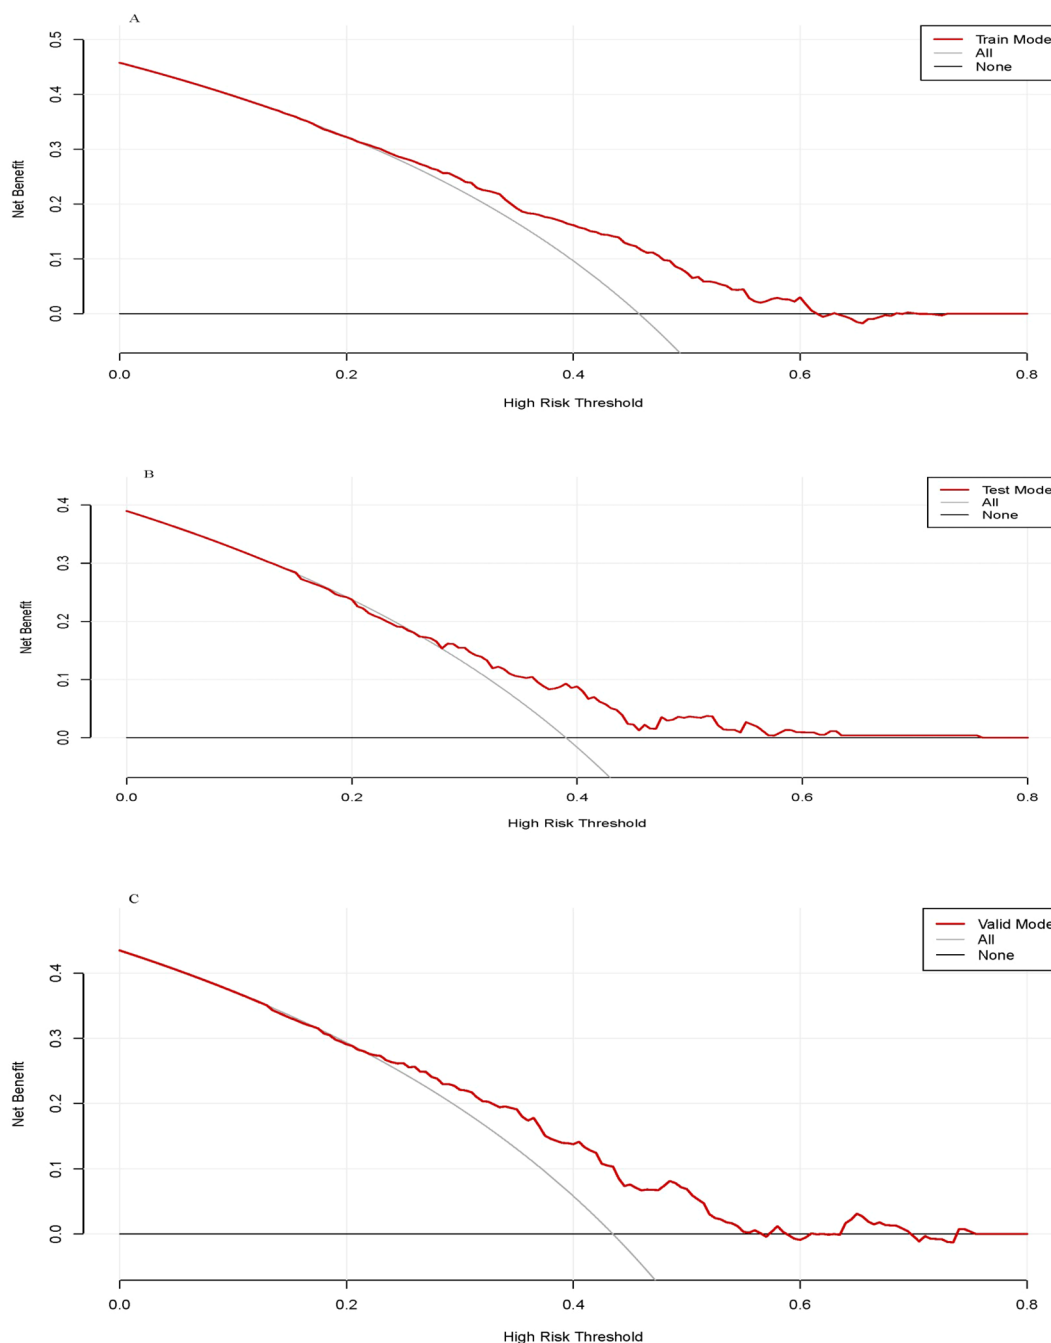 A
Train Mode
All
None
0.5
0.4
0.3
0.2
0.1
0.0
Net Benefit
0.0 0.2 0.4 0.6 0.8
High Risk Threshold
B
Test Mode
All
None
0.4
0.3
0.2
0.1
0.0
Net Benefit
0.0 0.2 0.4 0.6 0.8
High Risk Threshold
C
Valid Mode
All
None
0.4
0.3
0.2
0.1
0.0
Net Benefit
0.0 0.2 0.4 0.6 0.8
High Risk Threshold